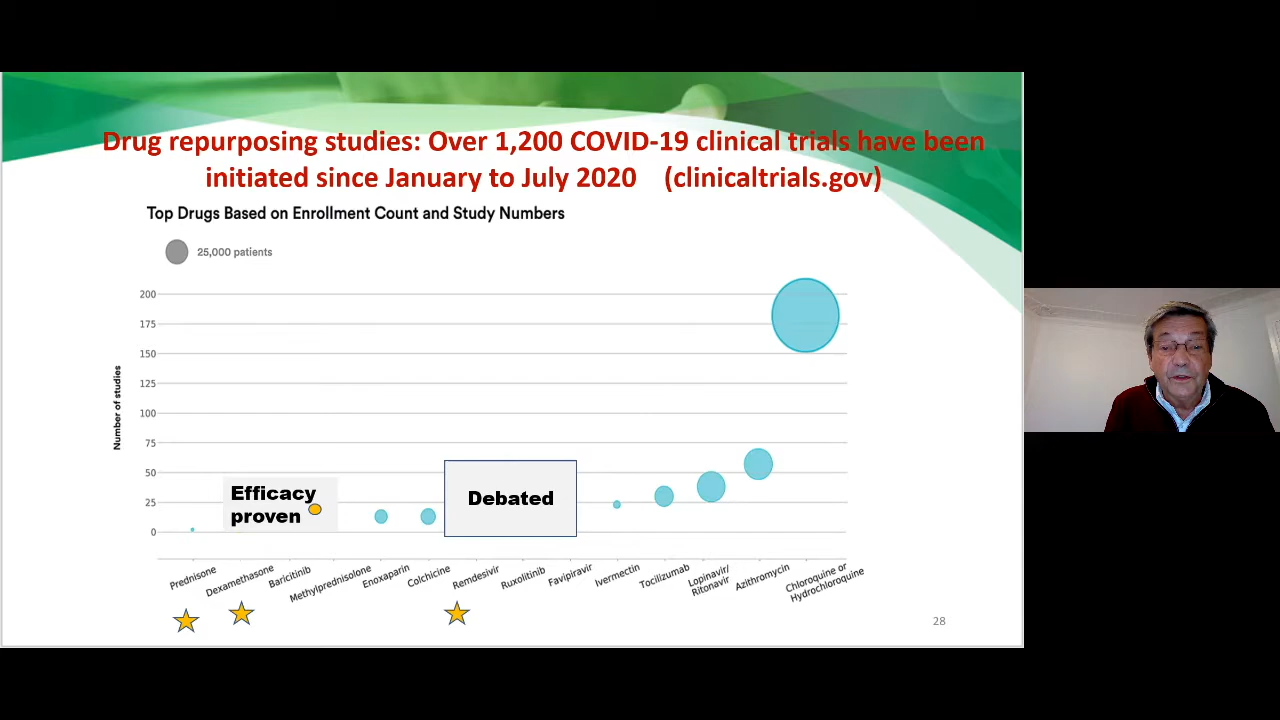 Drug repurposing studies: Over 1,200 COVID-19 clinical trials have been
initiated since January to July 2020 (clinicaltrials.gov)
Top Drugs Based on Enrollment Count and Study Numbers
25,000 patients
Number of studies
200
175
150
125
100
75
50
25
0
Efficacy
proven
Debated
Prednisone
Dexamethasone
Baricitinib
Methylprednisolone
Enoxaparin
Colchicine
Remdesivir
Ruxolitinib
Favipiravir
Ivermectin
Tocilizumab
Lopinavir/
Ritonavir
Azithromycin
Chloroquine or
Hydrochloroquine
28